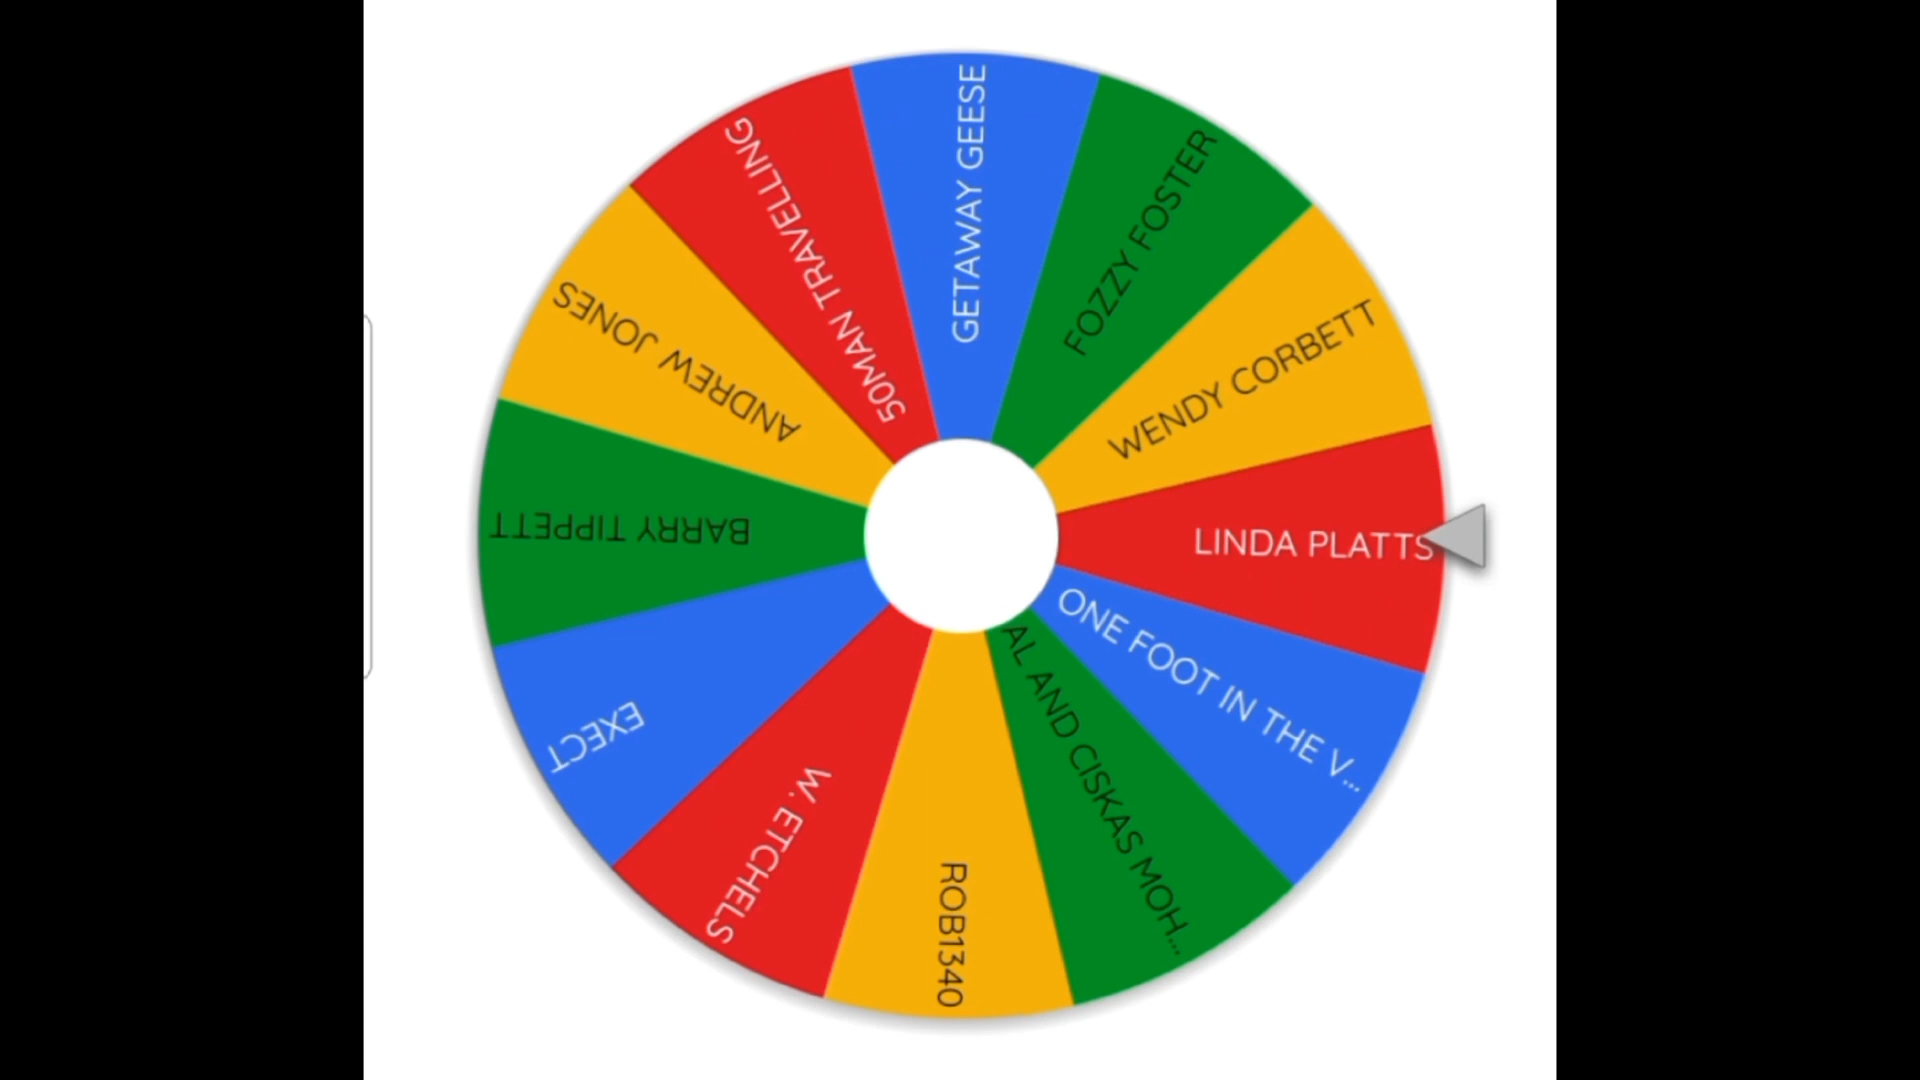 GETAWAY GEESE
FOZZY FOSTER
WENDY CORBETT
LINDA PLATTS
ONE FOOT IN THE V...
AL AND CISKAS MOH...
ROB1340
W. ETCHELS
EXECT
BARRY TIPPETT
ANDREW JONES
50MAN TRAVELLING